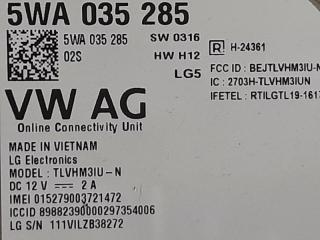 5WA 035 285
5WA 035 285
02S
SW 0316
HW H12
LG5
R H-24361
FCC ID : BEJTLVHM3IU-N
IC : 2703H-TLVHM3IUN
IFETEL : RTILGTL19-1617
VW AG
Online Connectivity Unit
MADE IN VIETNAM
LG Electronics
MODEL : TLVHM3IU-N
DC 12 V ⎓ 2 A
IMEI 015279003721472
ICCID 89882390000297354006
LG S/N 111VILZB38272